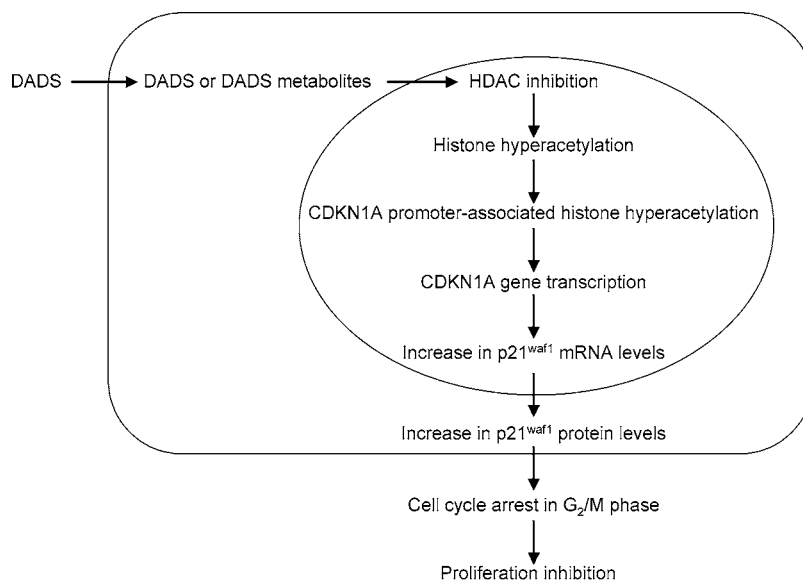 DADS DADS or DADS metabolites HDAC inhibition
Histone hyperacetylation
CDKN1A promoter-associated histone hyperacetylation
CDKN1A gene transcription
Increase in p21waf1 mRNA levels
Increase in p21waf1 protein levels
Cell cycle arrest in G2/M phase
Proliferation inhibition